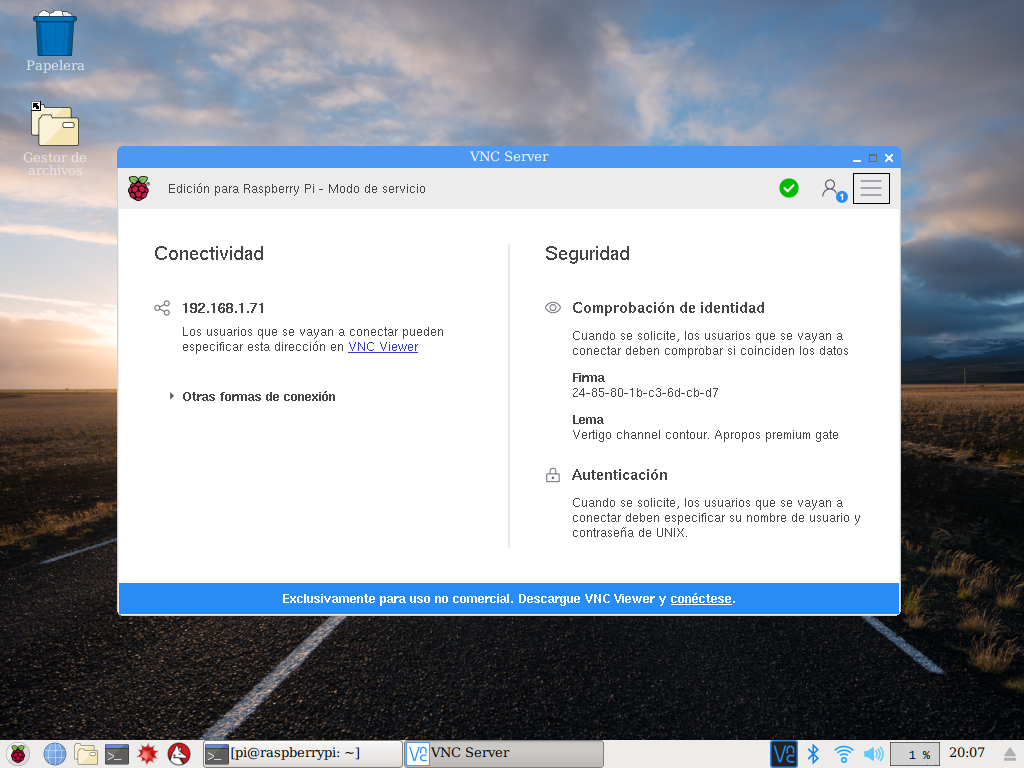 Papelera
Gestor de
archivos
VNC Server
Edición para Raspberry Pi - Modo de servicio
1
Conectividad
192.168.1.71
Los usuarios que se vayan a conectar pueden
especificar esta dirección en VNC Viewer
Otras formas de conexión
Seguridad
Comprobación de identidad
Cuando se solicite, los usuarios que se vayan a
conectar deben comprobar si coinciden los datos
Firma
24-85-80-1b-c3-6d-cb-d7
Lema
Vertigo channel contour. Apropos premium gate
Autenticación
Cuando se solicite, los usuarios que se vayan a
conectar deben especificar su nombre de usuario y
contraseña de UNIX.
Exclusivamente para uso no comercial. Descargue VNC Viewer y conéctese.
[pi@raspberrypi: ~]
VNC Server
1 %
20:07